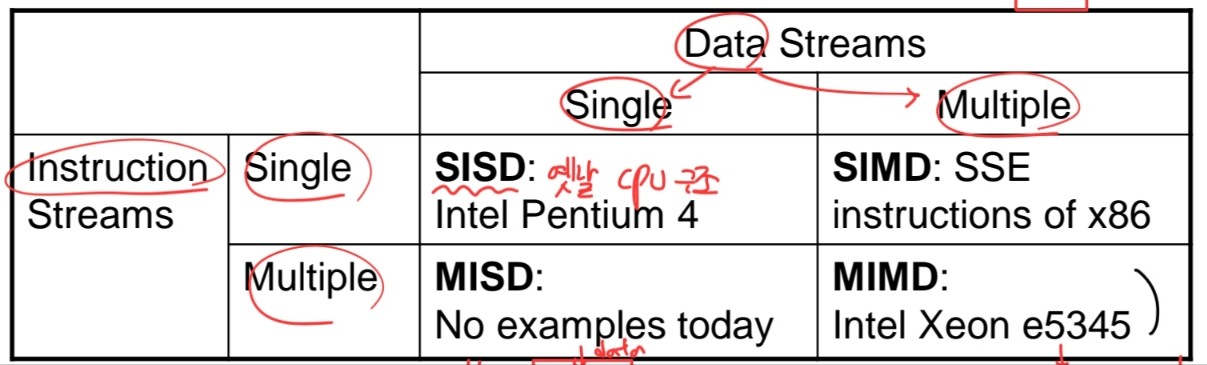 Data Streams
Single
Multiple
Instruction
Streams
Single
SISD: 옛날 CPU 구조
Intel Pentium 4
SIMD: SSE
instructions of x86
Multiple
MISD:
No examples today
MIMD:
Intel Xeon e5345
data